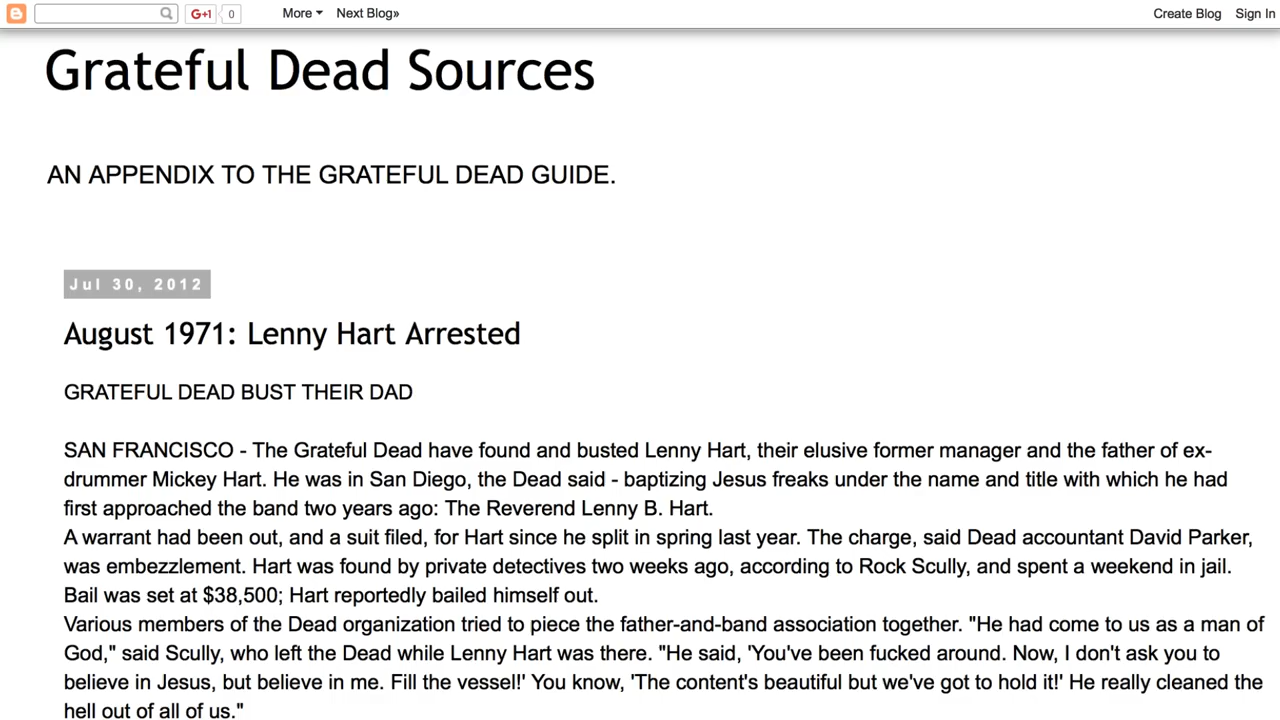 G+1 0 More Next Blog» Create Blog Sign In
Grateful Dead Sources
AN APPENDIX TO THE GRATEFUL DEAD GUIDE.
Jul 30, 2012
August 1971: Lenny Hart Arrested
GRATEFUL DEAD BUST THEIR DAD
SAN FRANCISCO - The Grateful Dead have found and busted Lenny Hart, their elusive former manager and the father of ex-
drummer Mickey Hart. He was in San Diego, the Dead said - baptizing Jesus freaks under the name and title with which he had
first approached the band two years ago: The Reverend Lenny B. Hart.
A warrant had been out, and a suit filed, for Hart since he split in spring last year. The charge, said Dead accountant David Parker,
was embezzlement. Hart was found by private detectives two weeks ago, according to Rock Scully, and spent a weekend in jail.
Bail was set at $38,500; Hart reportedly bailed himself out.
Various members of the Dead organization tried to piece the father-and-band association together. "He had come to us as a man of
God," said Scully, who left the Dead while Lenny Hart was there. "He said, 'You've been fucked around. Now, I don't ask you to
believe in Jesus, but believe in me. Fill the vessel!' You know, 'The content's beautiful but we've got to hold it!' He really cleaned the
hell out of all of us."